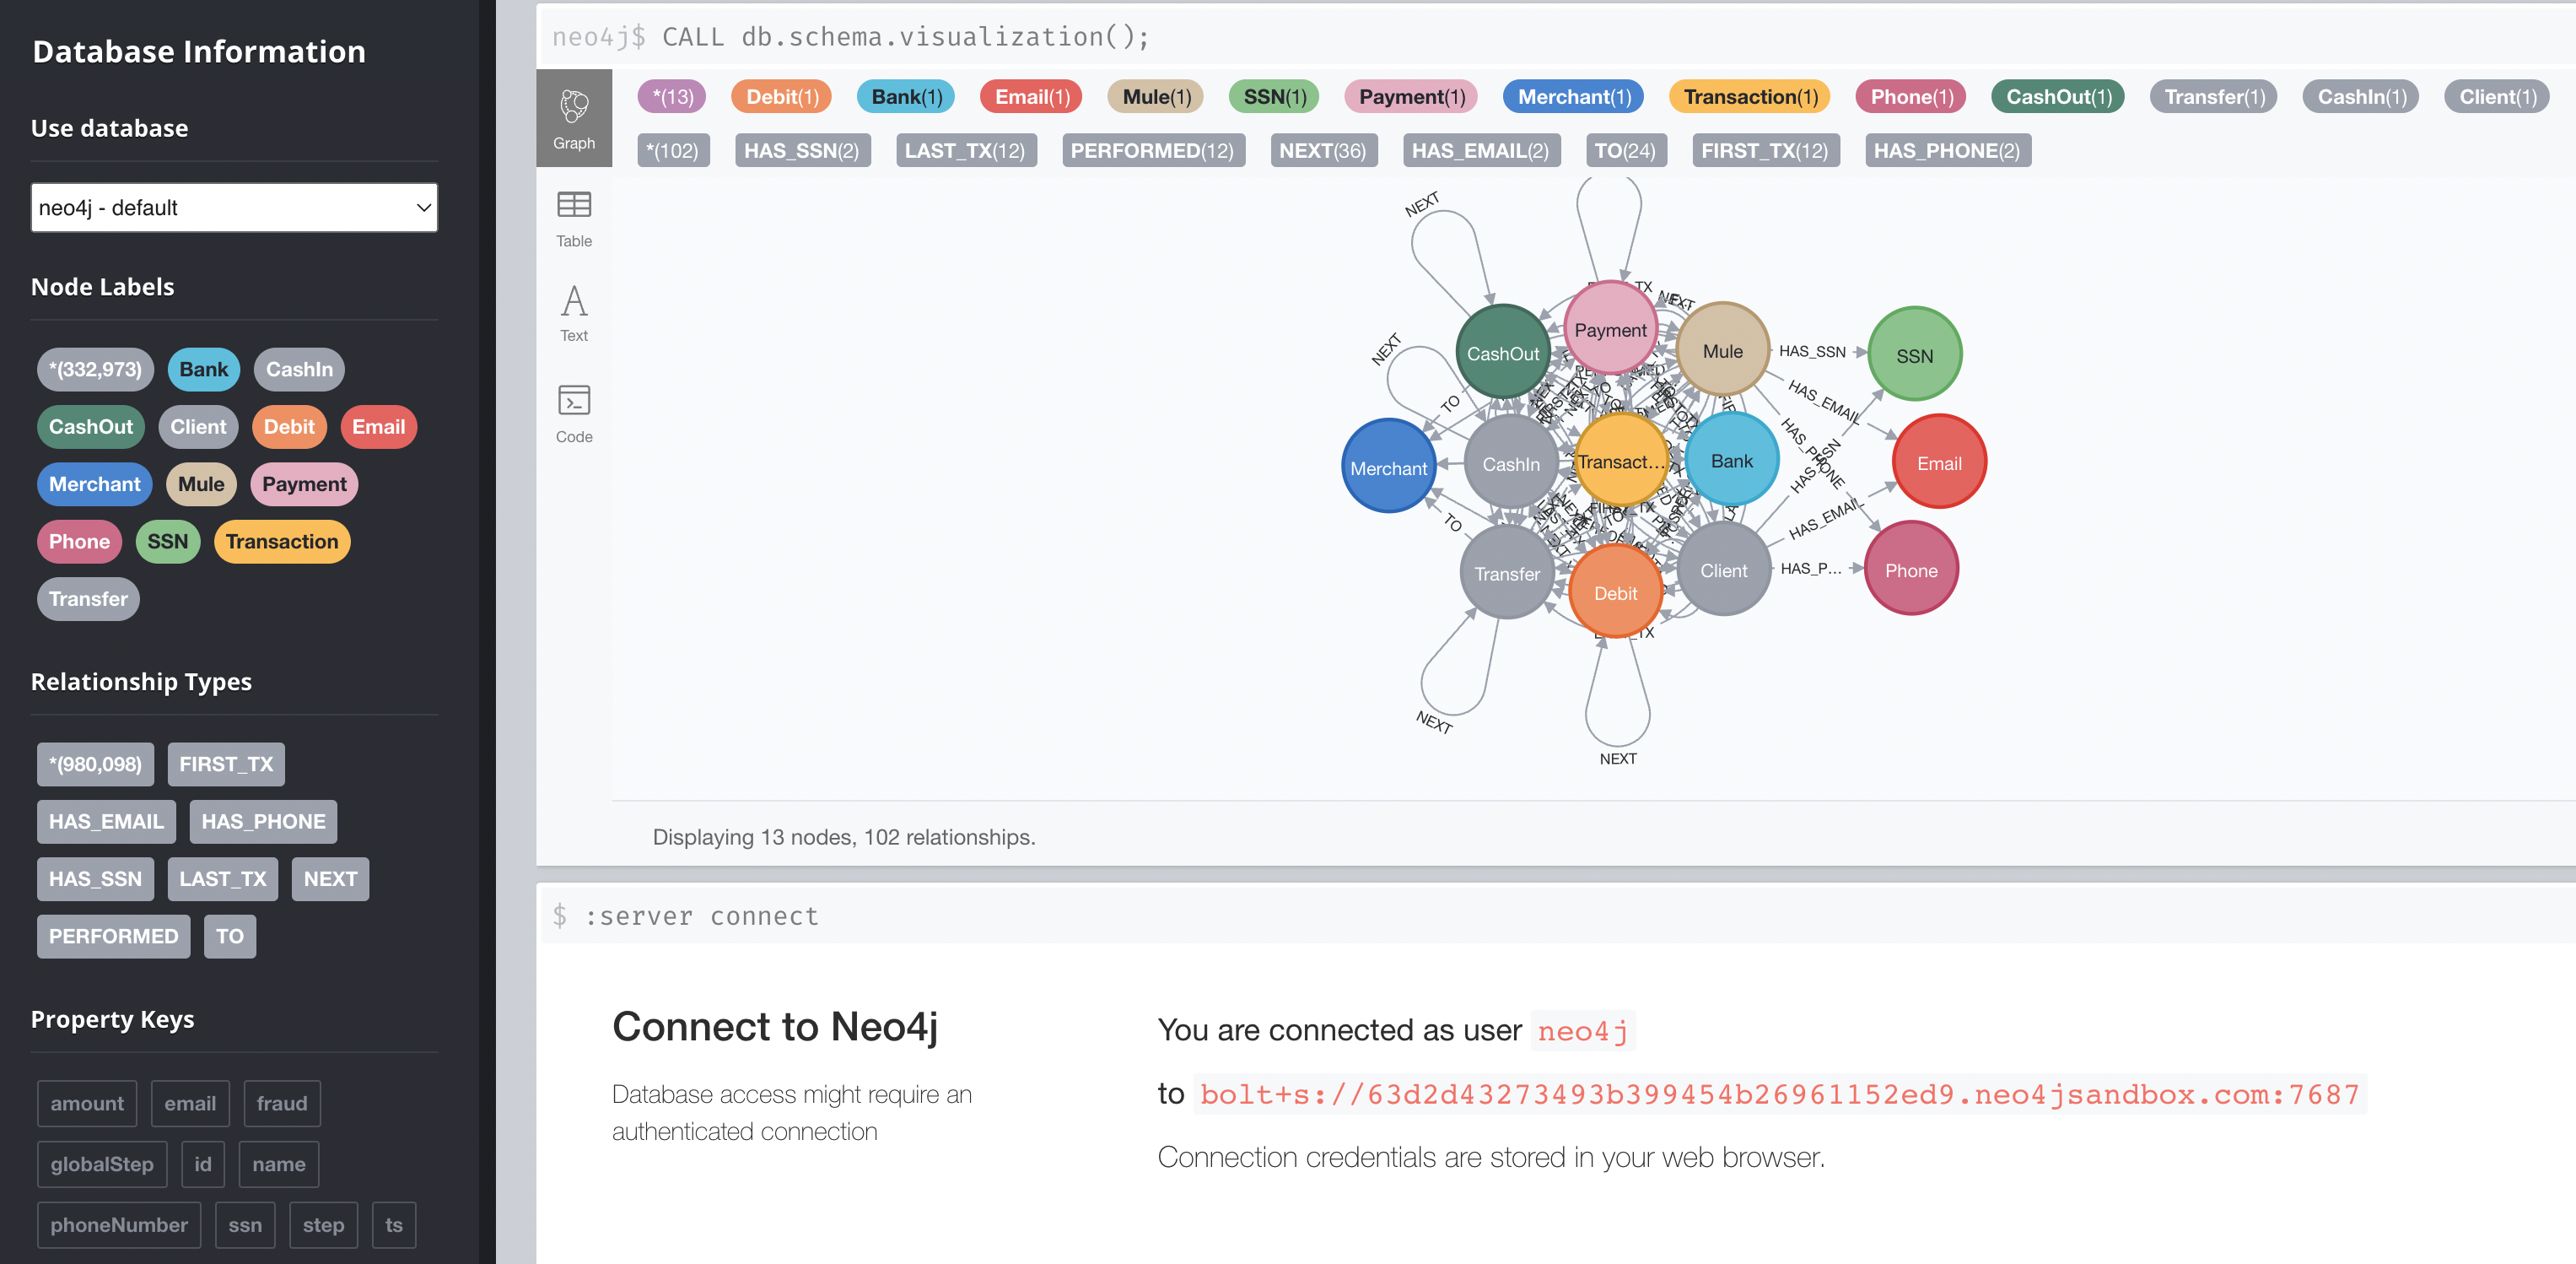 Database Information
Use database
neo4j - default
Node Labels
*(332,973) Bank CashIn
CashOut Client Debit Email
Merchant Mule Payment
Phone SSN Transaction
Transfer
Relationship Types
*(980,098) FIRST_TX
HAS_EMAIL HAS_PHONE
HAS_SSN LAST_TX NEXT
PERFORMED TO
Property Keys
amount email fraud
globalStep id name
phoneNumber ssn step ts
neo4j$ CALL db.schema.visualization();
Graph
Table
Text
Code
*(13) Debit(1) Bank(1) Email(1) Mule(1) SSN(1) Payment(1) Merchant(1) Transaction(1) Phone(1) CashOut(1) Transfer(1) CashIn(1) Client(1)
*(102) HAS_SSN(2) LAST_TX(12) PERFORMED(12) NEXT(36) HAS_EMAIL(2) TO(24) FIRST_TX(12) HAS_PHONE(2)
NEXT
NEXT
NEXT
CashOut
Payment
Mule
HAS_SSN
SSN
TO
HAS_EMAIL
HAS_PHONE
Merchant
CashIn
Transact...
Bank
Email
TO
HAS_EMAIL
Transfer
Debit
Client
HAS_P...
Phone
NEXT
NEXT
Displaying 13 nodes, 102 relationships.
$ :server connect
Connect to Neo4j
Database access might require an
authenticated connection
You are connected as user neo4j
to bolt+s://63d2d43273493b399454b26961152ed9.neo4jsandbox.com:7687
Connection credentials are stored in your web browser.